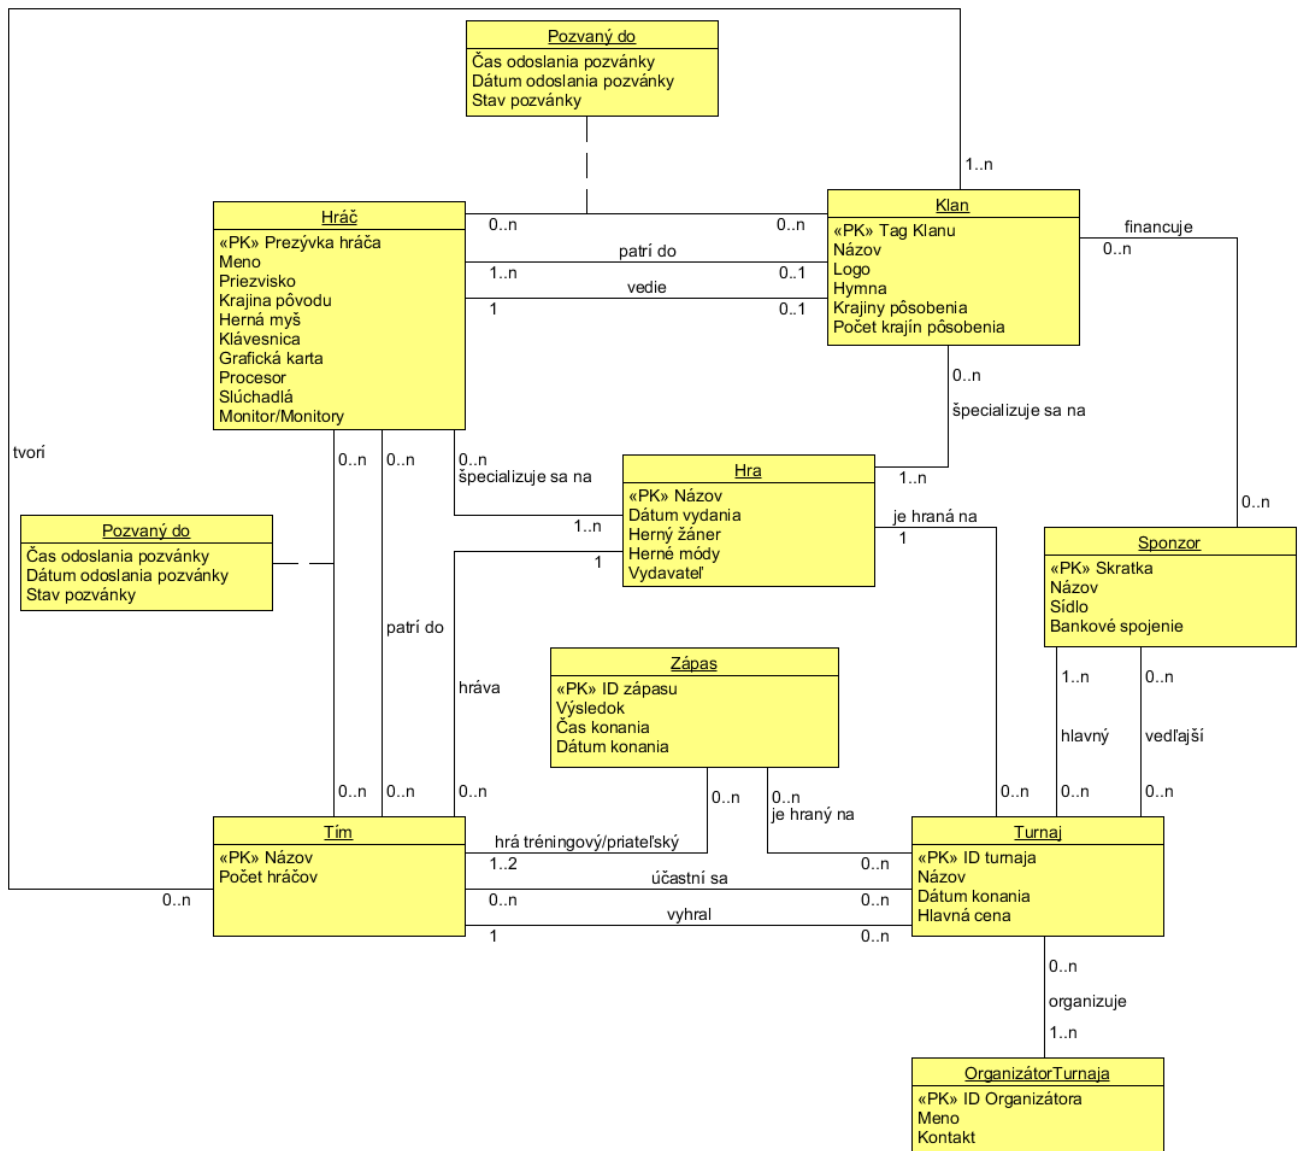 Pozvaný do
Čas odoslania pozvánky
Dátum odoslania pozvánky
Stav pozvánky
1..n
Hráč
«PK» Prezývka hráča
Meno
Priezvisko
Krajina pôvodu
Herná myš
Klávesnica
Grafická karta
Procesor
Slúchadlá
Monitor/Monitory
0..n
0..n
patrí do
1..n
0..1
vedie
1
0..1
Klan
«PK» Tag Klanu
Názov
Logo
Hymna
Krajiny pôsobenia
Počet krajín pôsobenia
financuje
0..n
0..n
špecializuje sa na
1..n
tvorí
0..n
0..n
0..n
špecializuje sa na
1..n
Hra
«PK» Názov
Dátum vydania
Herný žáner
Herné módy
Vydavateľ
je hraná na
1
0..n
Sponzor
«PK» Skratka
Názov
Sídlo
Bankové spojenie
Pozvaný do
Čas odoslania pozvánky
Dátum odoslania pozvánky
Stav pozvánky
1
patrí do
hráva
Zápas
«PK» ID zápasu
Výsledok
Čas konania
Dátum konania
1..n
0..n
hlavný
vedľajší
0..n
0..n
0..n
0..n
0..n
je hraný na
0..n
0..n
0..n
Tím
«PK» Názov
Počet hráčov
hrá tréningový/priateľský
1..2
0..n
účastní sa
0..n
0..n
vyhral
1
0..n
0..n
Turnaj
«PK» ID turnaja
Názov
Dátum konania
Hlavná cena
0..n
organizuje
1..n
OrganizátorTurnaja
«PK» ID Organizátora
Meno
Kontakt